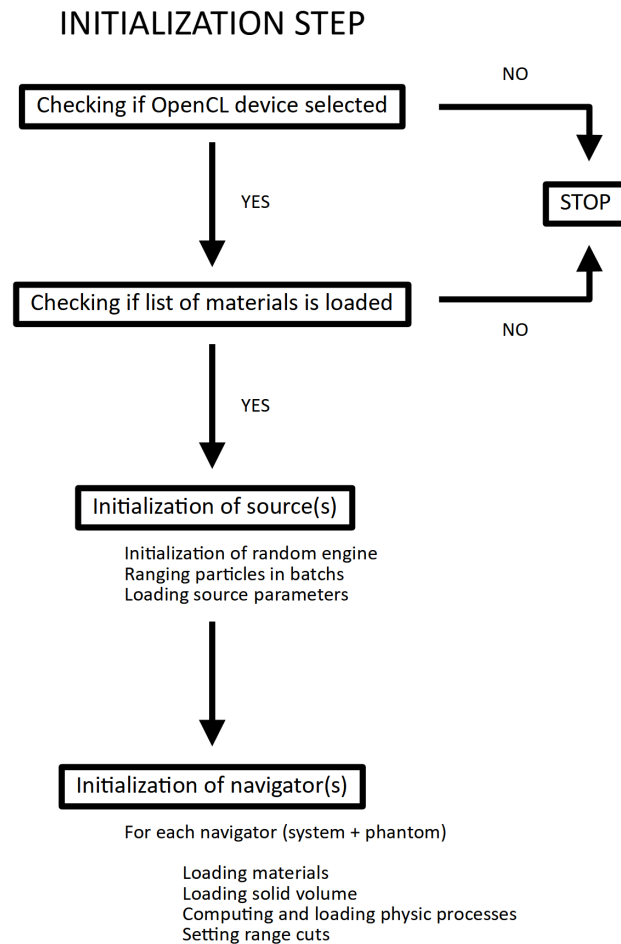 INITIALIZATION STEP
NO
Checking if OpenCL device selected
STOP
YES
Checking if list of materials is loaded
NO
YES
Initialization of source(s)
Initialization of random engine
Ranging particles in batchs
Loading source parameters
Initialization of navigator(s)
For each navigator (system + phantom)
Loading materials
Loading solid volume
Computing and loading physic processes
Setting range cuts